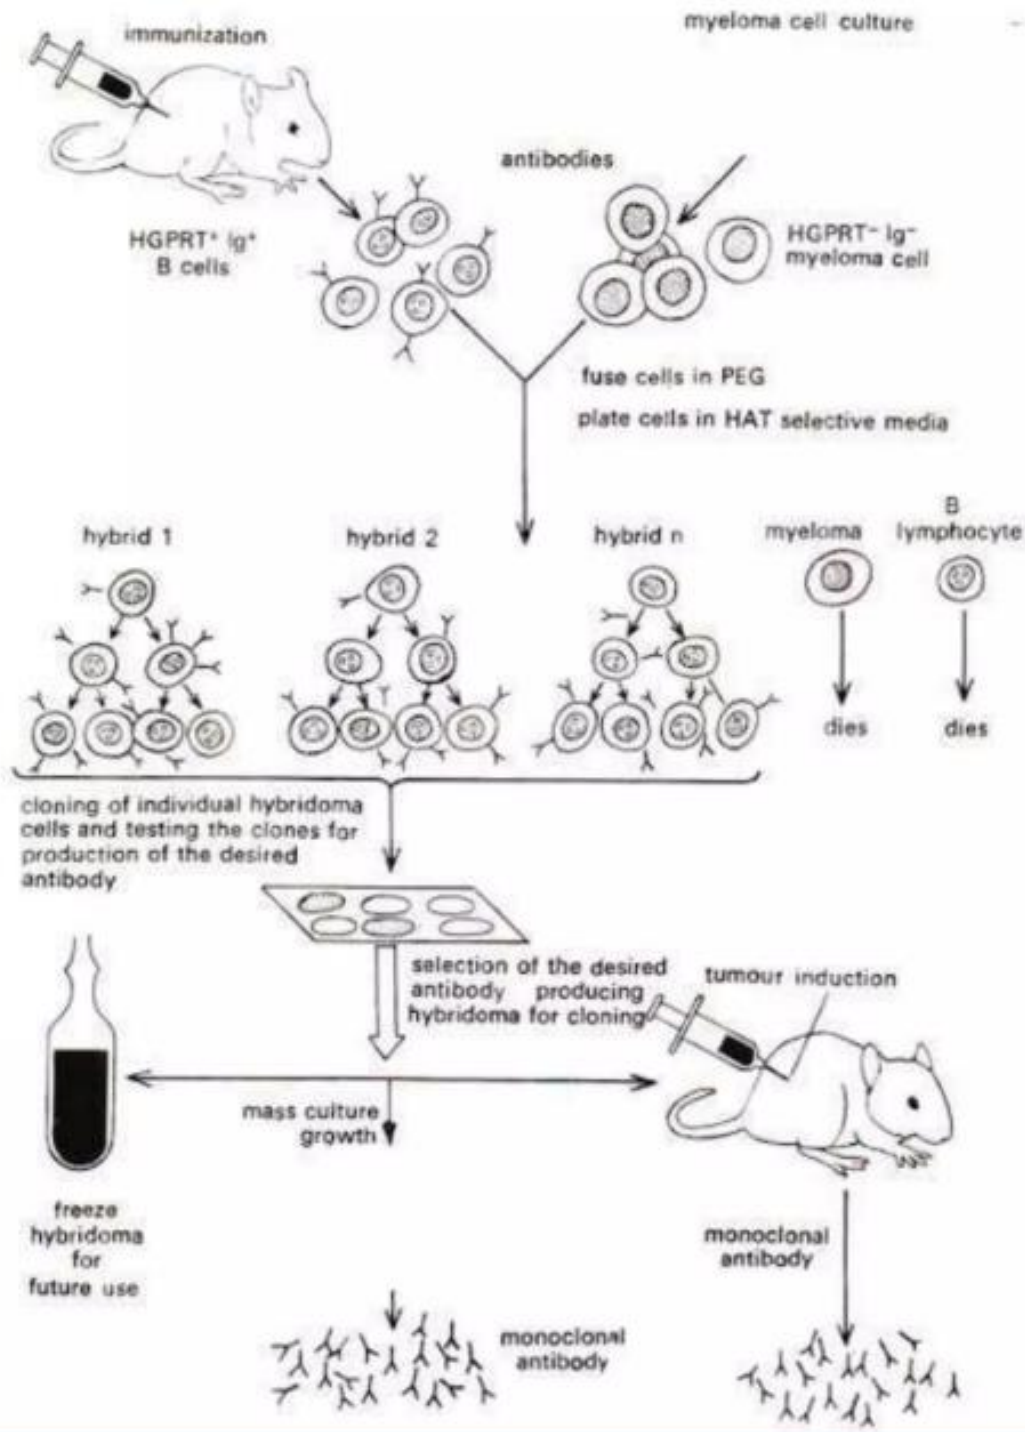 immunization
myeloma cell culture
antibodies
HGPRT⁺ Ig⁺
B cells
HGPRT⁻ Ig⁻
myeloma cell
fuse cells in PEG
plate cells in HAT selective media
hybrid 1
hybrid 2
hybrid n
myeloma
B
lymphocyte
dies
dies
cloning of individual hybridoma
cells and testing the clones for
production of the desired
antibody
selection of the desired
antibody producing
hybridoma for cloning
tumour induction
mass culture
growth
freeze
hybridoma
for
future use
monoclonal
antibody
monoclonal
antibody